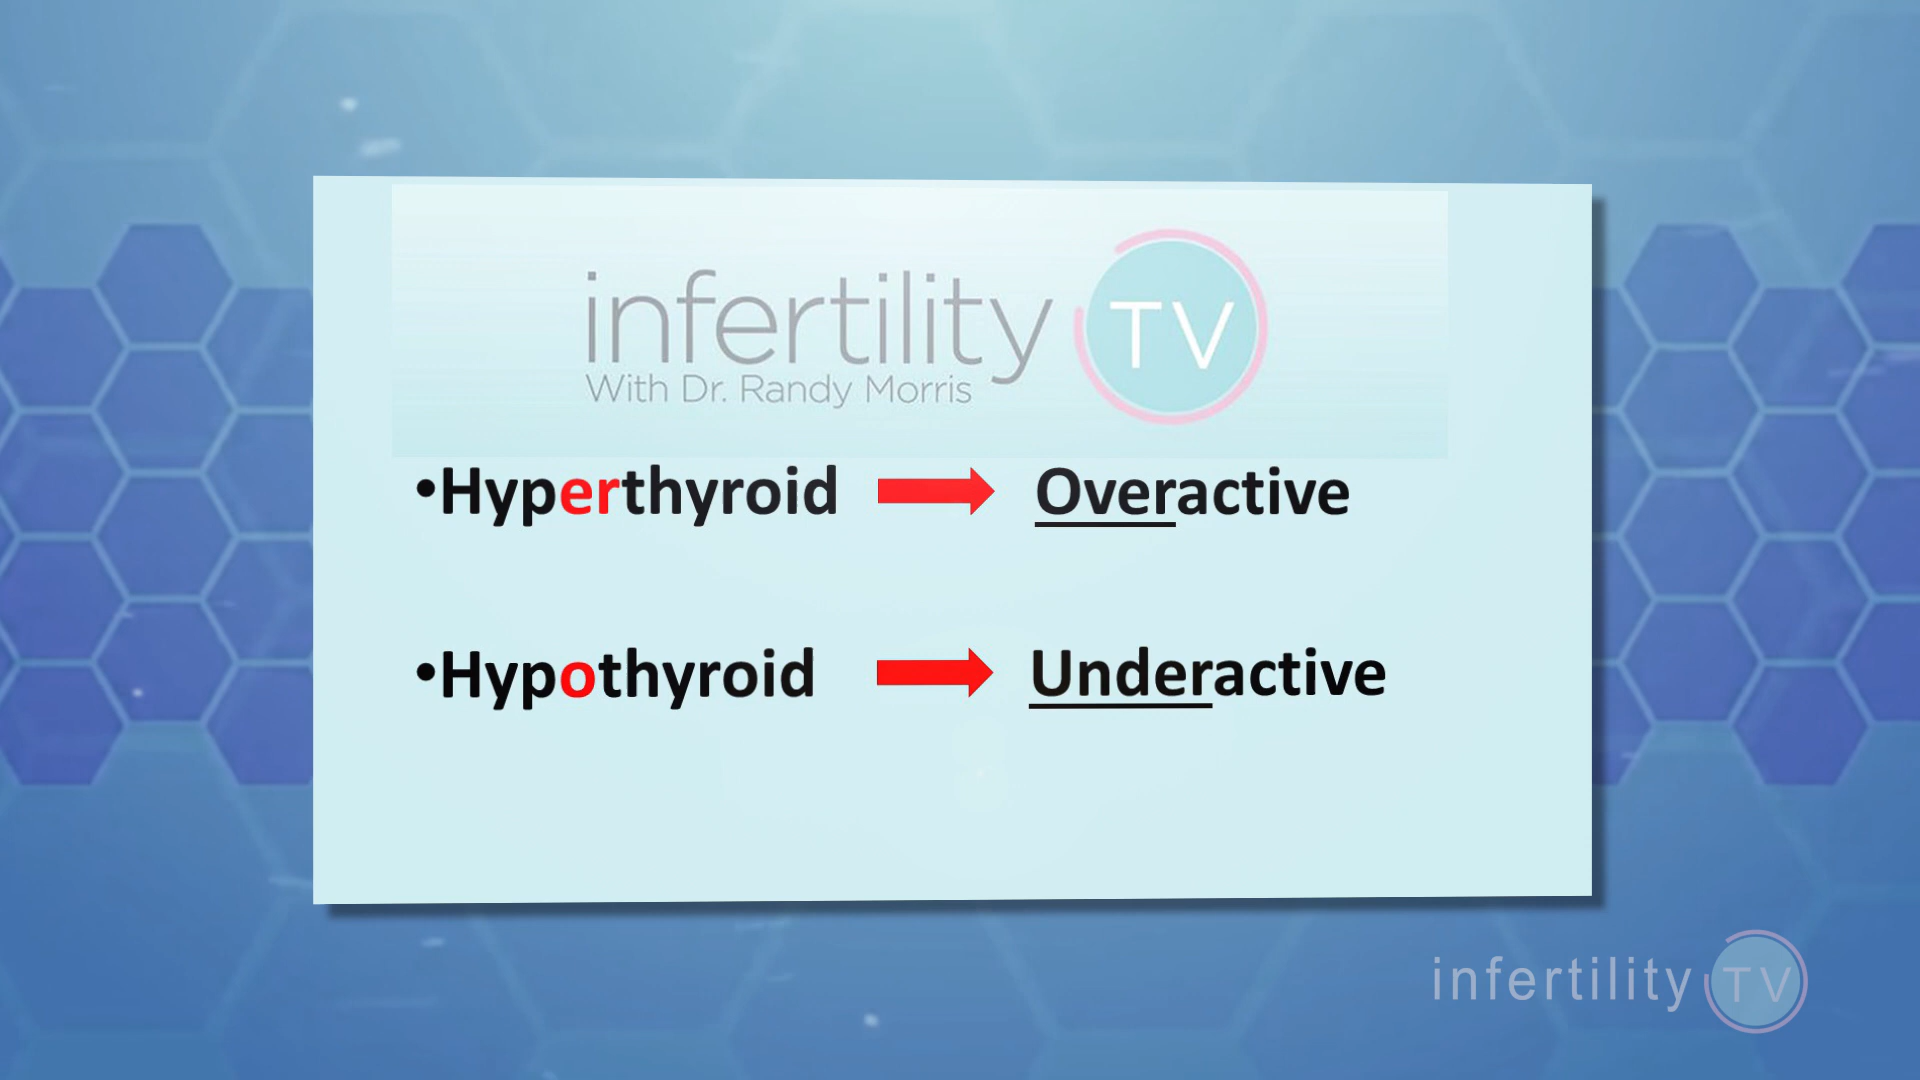 infertility TV
With Dr. Randy Morris
•Hyperthyroid Overactive
•Hypothyroid Underactive
infertility TV